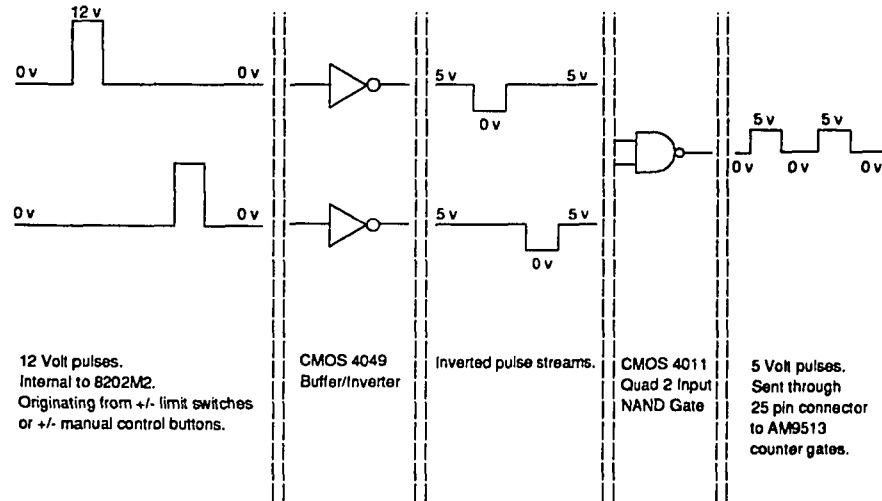 12 v
0 v
0 v
5 v
5 v
0 v
5 v
5 v
0 v
0 v
0 v
0 v
0 v
5 v
5 v
0 v
12 Volt pulses.
Internal to 8202M2.
Originating from +/- limit switches
or +/- manual control buttons.
CMOS 4049
Buffer/Inverter
Inverted pulse streams.
CMOS 4011
Quad 2 Input
NAND Gate
5 Volt pulses.
Sent through
25 pin connector
to AM9513
counter gates.